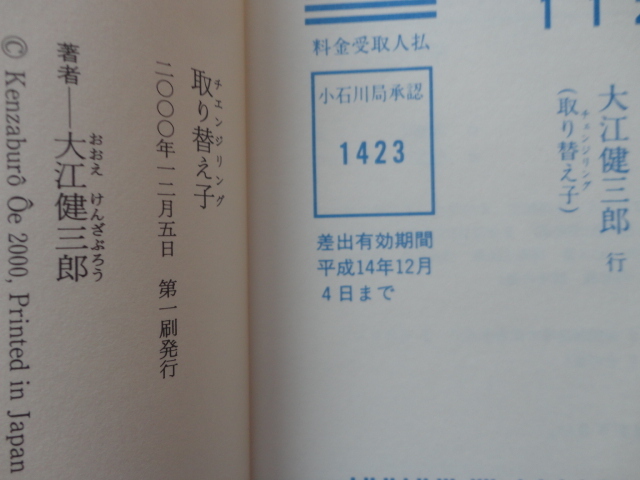 取り替え子
チエンジリング
二〇〇〇年一二月五日 第一刷発行
著者―大江健三郎
おおえ けんざぶろう
© Kenzaburô Ôe 2000, Printed in Japan
112
料金受取人払
小石川局承認
1423
差出有効期間
平成14年12月
4日まで
大江健三郎 行
チェンジリング
(取り替え子)